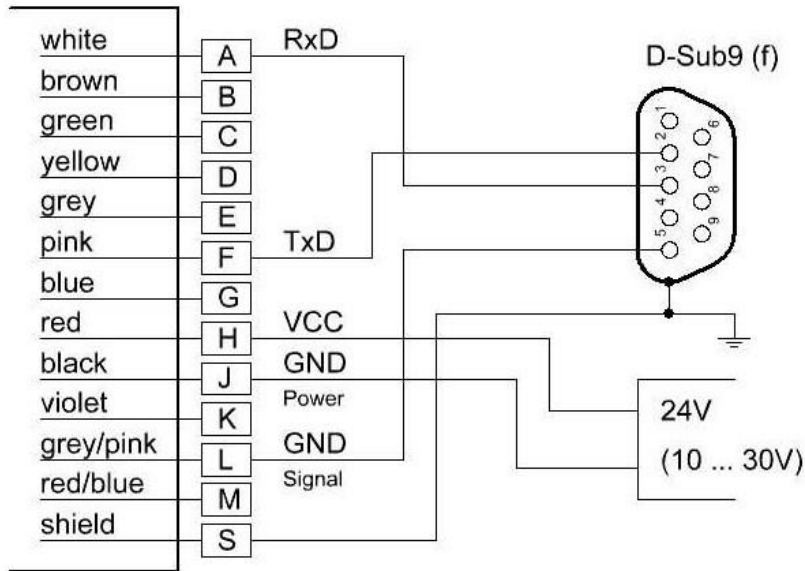 white A RxD
D-Sub9 (f)
brown B
green C
yellow D
grey E
pink F TxD
blue G
red H VCC
black J GND
Power
violet K
grey/pink L GND
Signal
red/blue M
shield S
1
2
3
4
5
6
7
8
9
24V
(10 ... 30V)